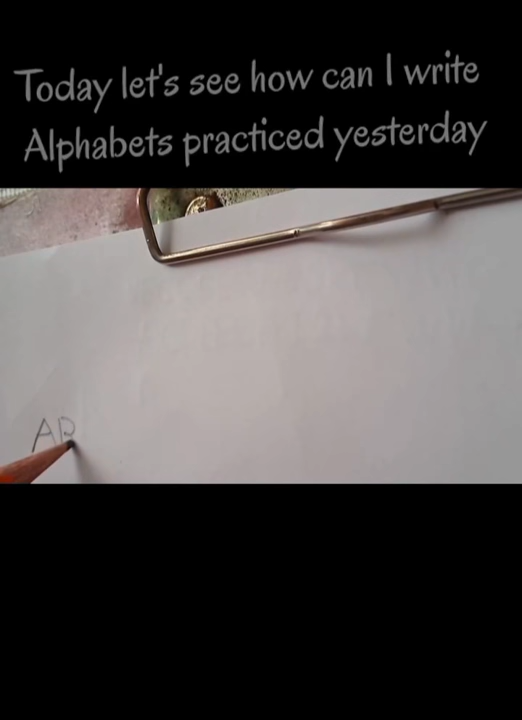 Today let's see how can I write
Alphabets practiced yesterday
A